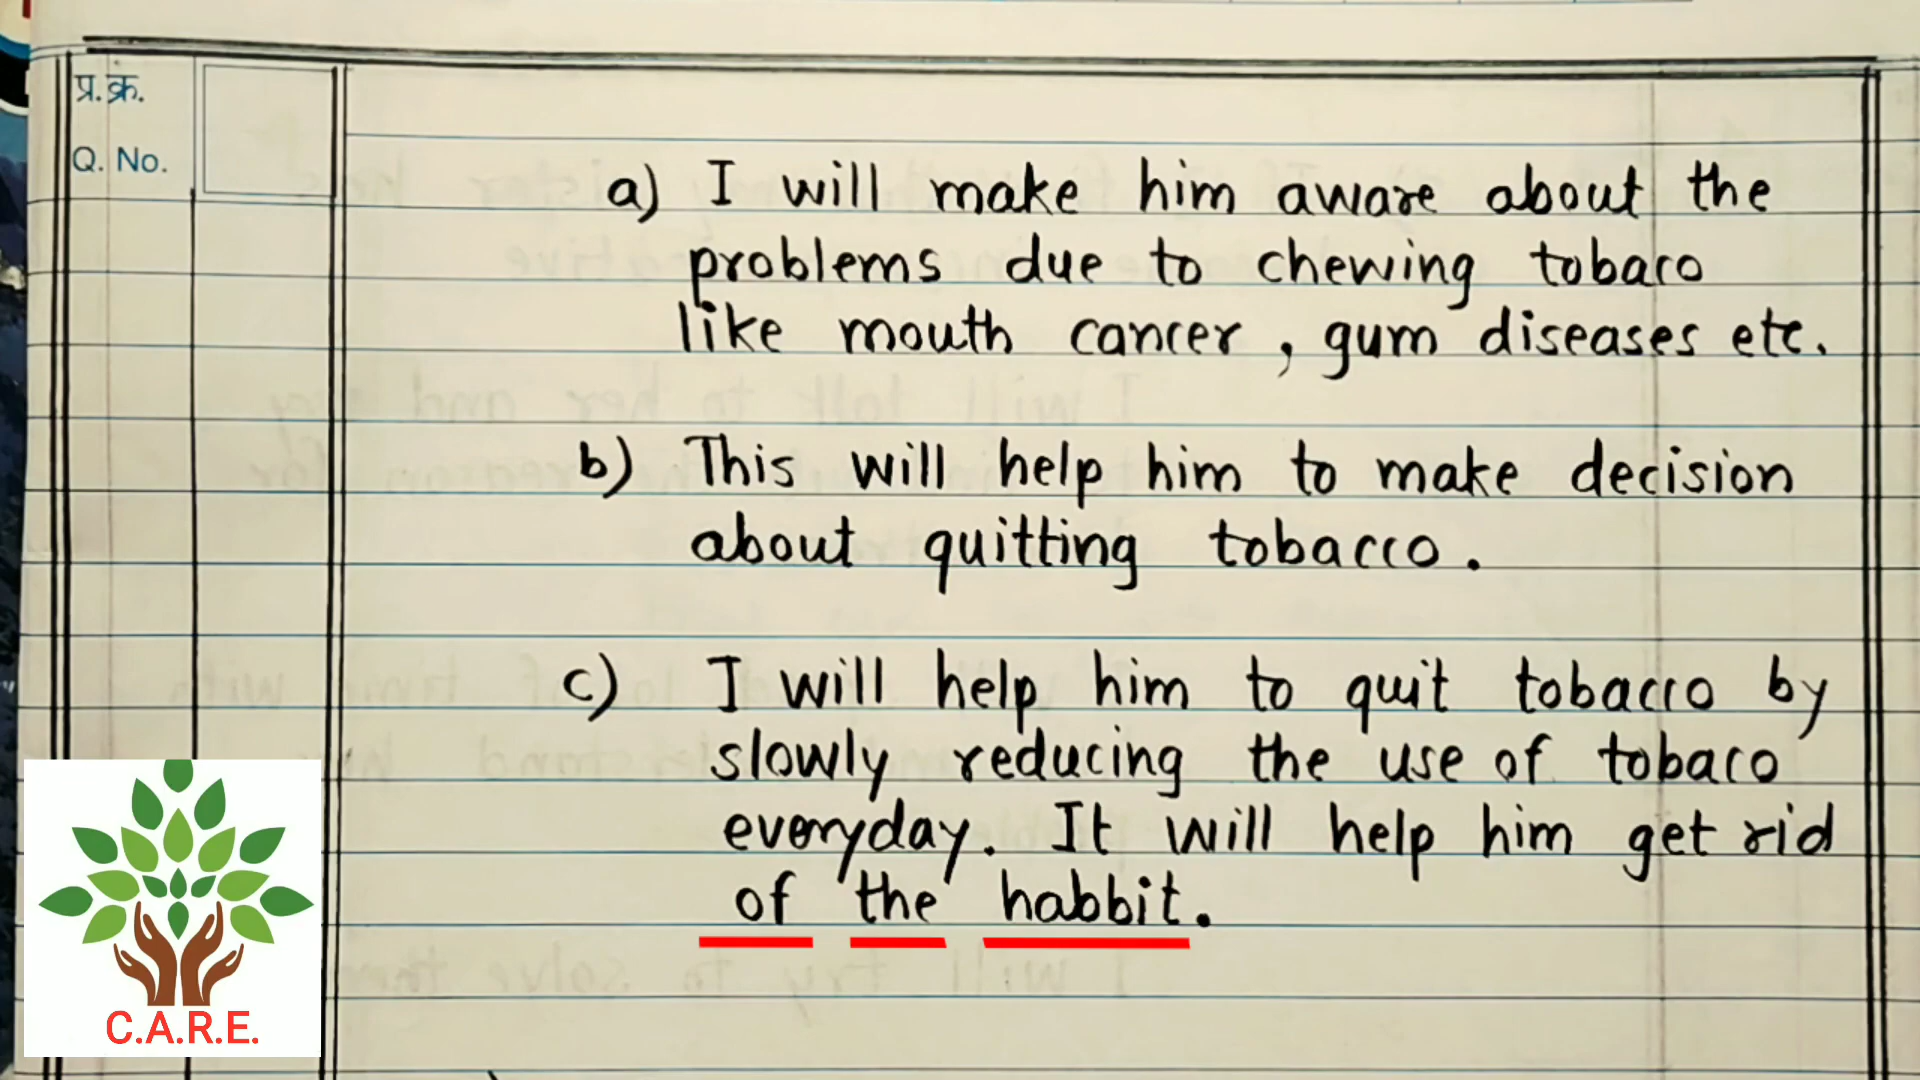 प्र.क्र.
Q. No.
a) I will make him aware about the
problems due to chewing tobaco
like mouth cancer, gum diseases etc.
b) This will help him to make decision
about quitting tobacco.
c) I will help him to quit tobacco by
slowly reducing the use of tobaco
everyday. It will help him get rid
of the habbit.
C.A.R.E.